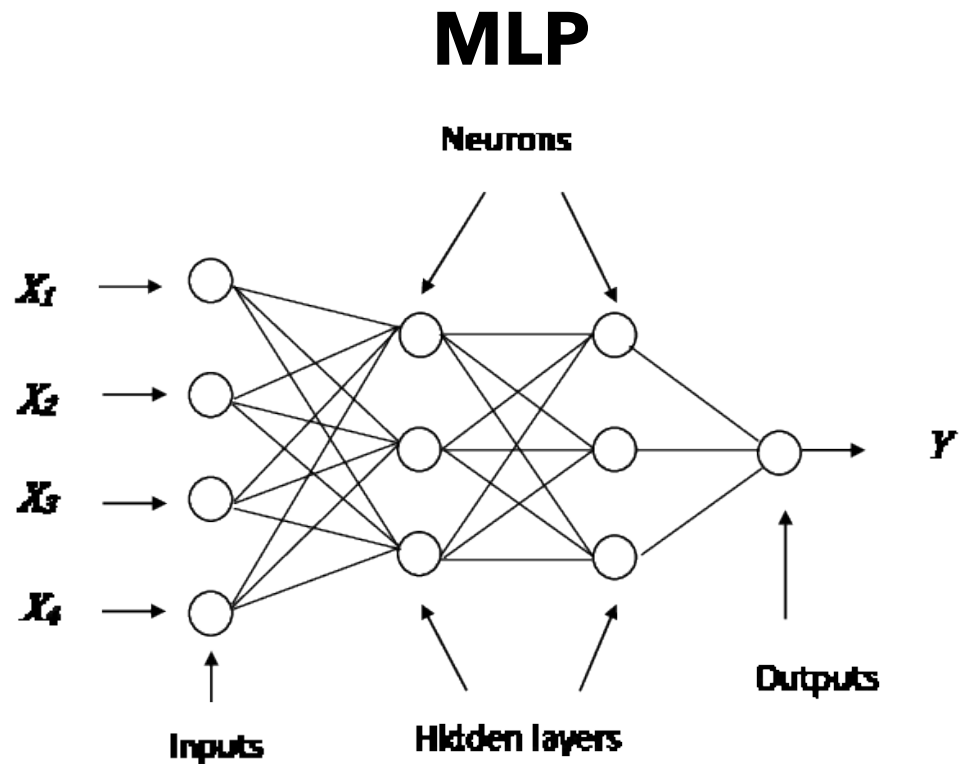 MLP
Neurons
X1
X2
X3
X4
Y
Inputs
Hidden layers
Outputs